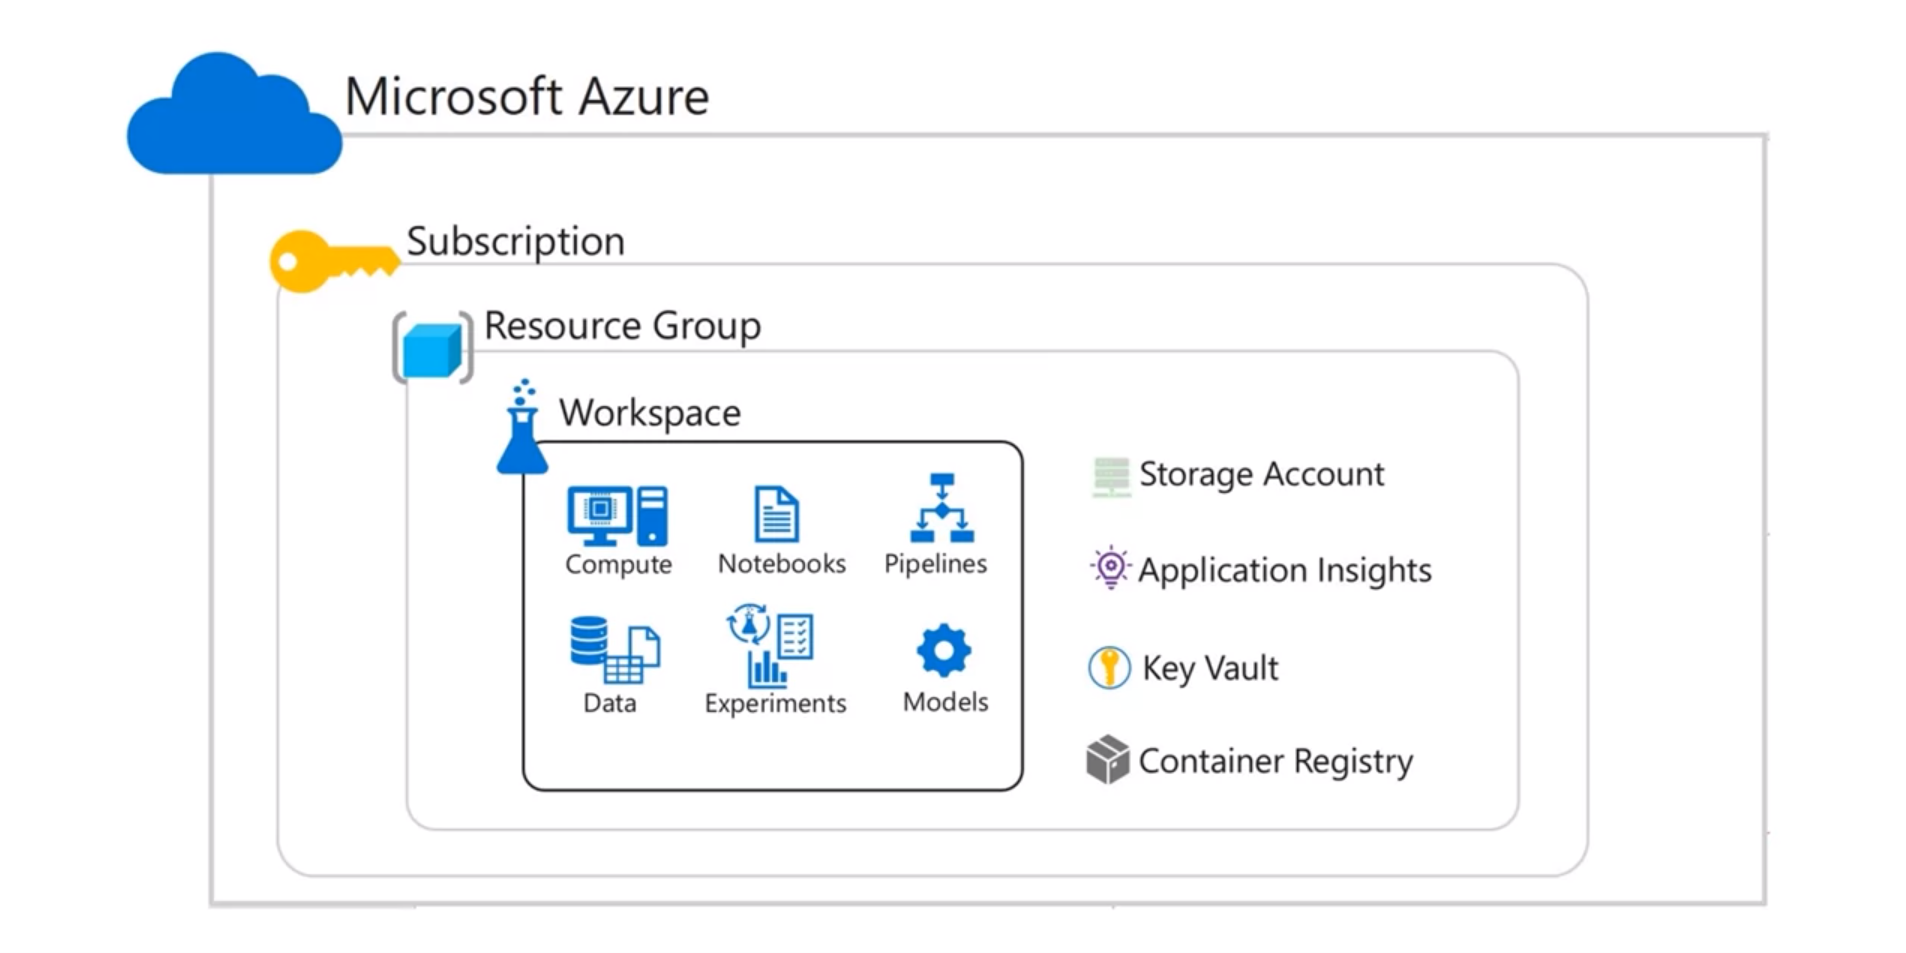 Microsoft Azure
Subscription
Resource Group
Workspace
Compute
Notebooks
Pipelines
Data
Experiments
Models
Storage Account
Application Insights
Key Vault
Container Registry